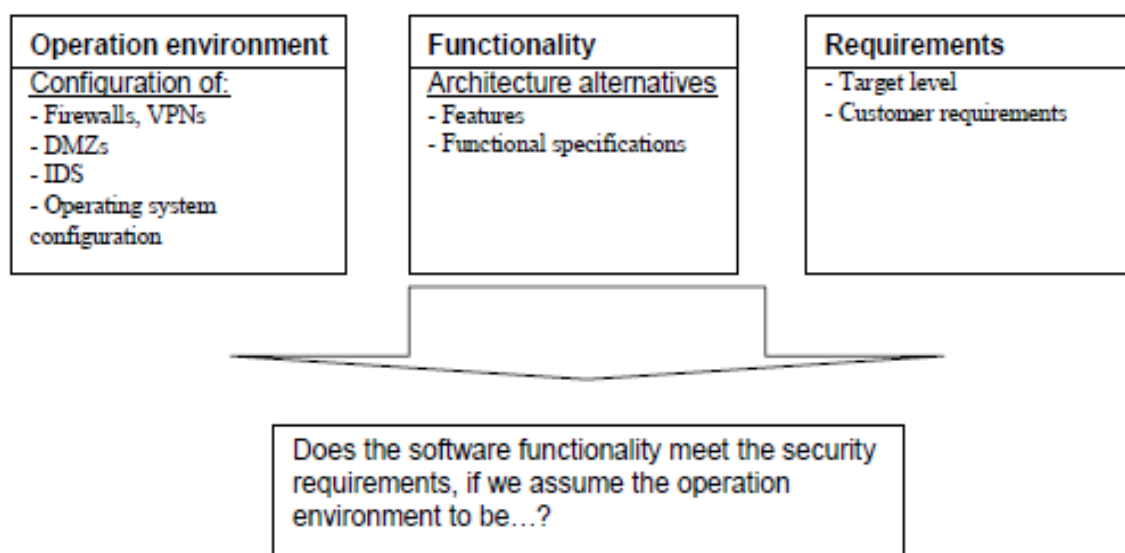 Operation environment
Configuration of:
- Firewalls, VPNs
- DMZs
- IDS
- Operating system
configuration
Functionality
Architecture alternatives
- Features
- Functional specifications
Requirements
- Target level
- Customer requirements
Does the software functionality meet the security
requirements, if we assume the operation
environment to be…?